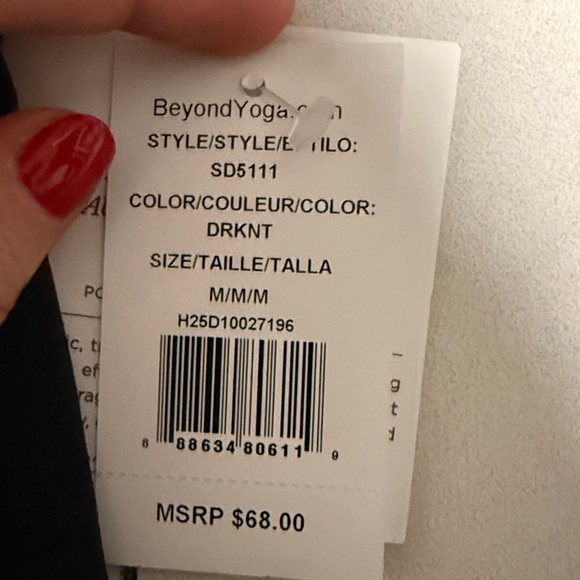 BeyondYoga.
STYLE/STYLE/E TILO:
SD5111
COLOR/COULEUR/COLOR:
DRKNT
SIZE/TAILLE/TALLA
M/M/M
H25D10027196
8 88634 80611 9
MSRP $68.00